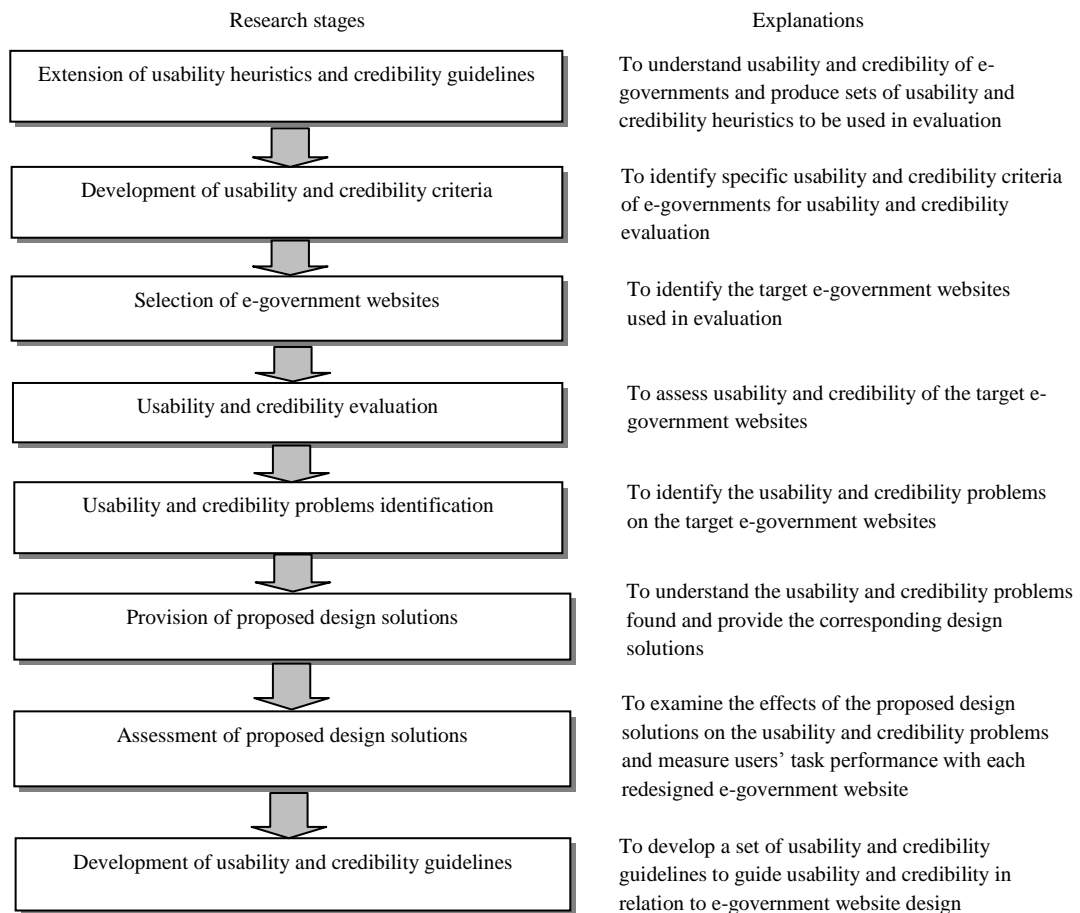 Research stages
Explanations
Extension of usability heuristics and credibility guidelines
To understand usability and credibility of e-
governments and produce sets of usability and
credibility heuristics to be used in evaluation
Development of usability and credibility criteria
To identify specific usability and credibility criteria
of e-governments for usability and credibility
evaluation
Selection of e-government websites
To identify the target e-government websites
used in evaluation
Usability and credibility evaluation
To assess usability and credibility of the target e-
government websites
Usability and credibility problems identification
To identify the usability and credibility problems
on the target e-government websites
Provision of proposed design solutions
To understand the usability and credibility problems
found and provide the corresponding design
solutions
Assessment of proposed design solutions
To examine the effects of the proposed design
solutions on the usability and credibility problems
and measure users’ task performance with each
redesigned e-government website
Development of usability and credibility guidelines
To develop a set of usability and credibility
guidelines to guide usability and credibility in
relation to e-government website design